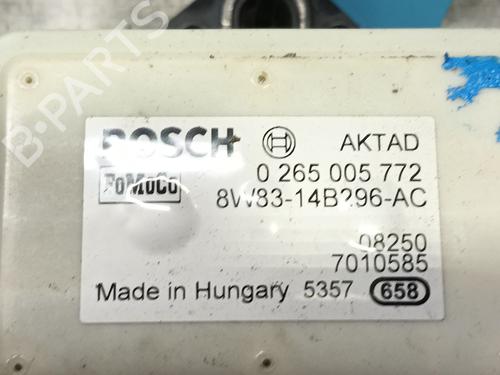 BOSCH AKTAD
0 265 005 772
FoMoCo
8W83-14B296-AC
08250
7010585
Made in Hungary 5357 658
B-Parts